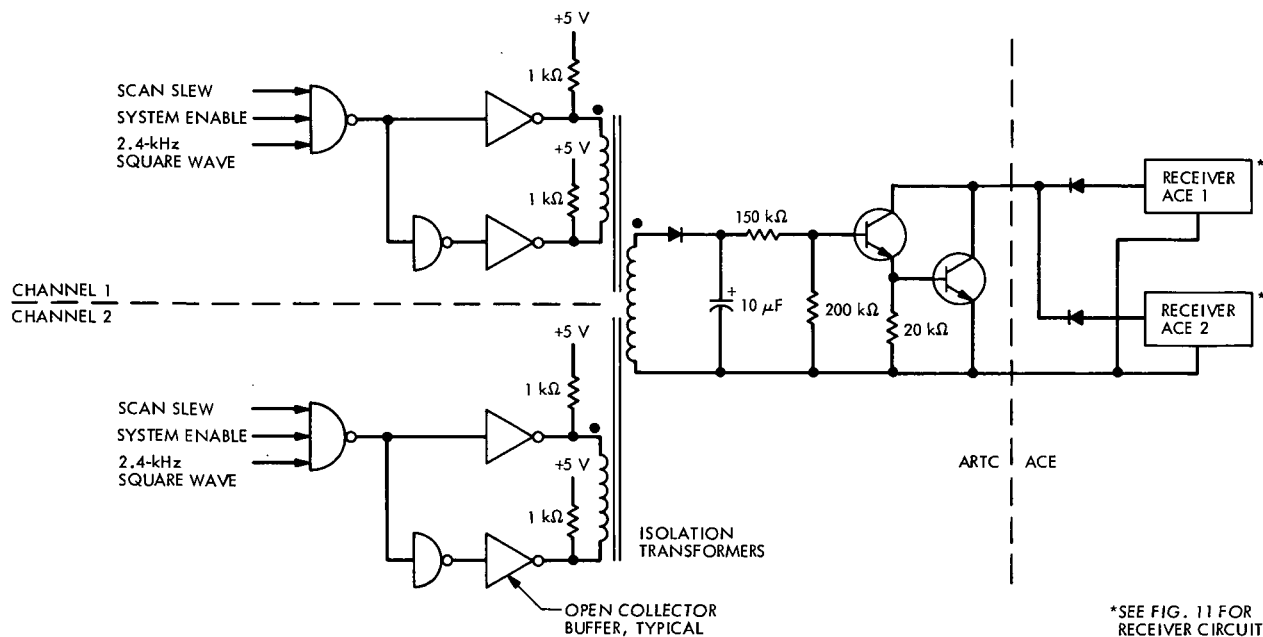 +5 V
1 kΩ
SCAN SLEW
SYSTEM ENABLE
2.4-kHz
SQUARE WAVE
+5 V
1 kΩ
CHANNEL 1
CHANNEL 2
150 kΩ
+
10 μF
200 kΩ
20 kΩ
RECEIVER
ACE 1
*
RECEIVER
ACE 2
*
+5 V
1 kΩ
SCAN SLEW
SYSTEM ENABLE
2.4-kHz
SQUARE WAVE
+5 V
1 kΩ
ISOLATION
TRANSFORMERS
OPEN COLLECTOR
BUFFER, TYPICAL
ARTC
ACE
*SEE FIG. 11 FOR
RECEIVER CIRCUIT